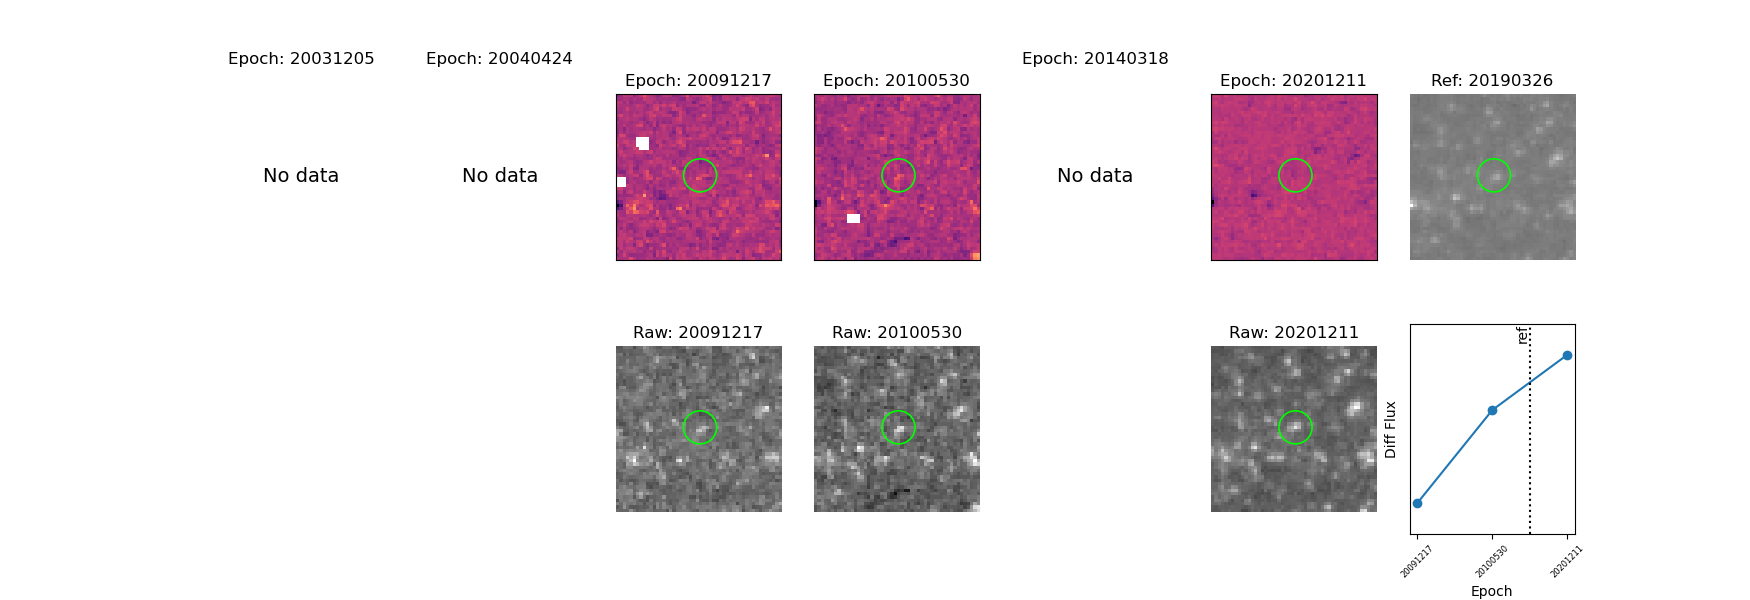 Epoch: 20031205
Epoch: 20040424
Epoch: 20091217
Epoch: 20100530
Epoch: 20140318
Epoch: 20201211
Ref: 20190326
No data
No data
No data
Raw: 20091217
Raw: 20100530
Raw: 20201211
ref
Diff Flux
20091217
20100530
20201211
Epoch